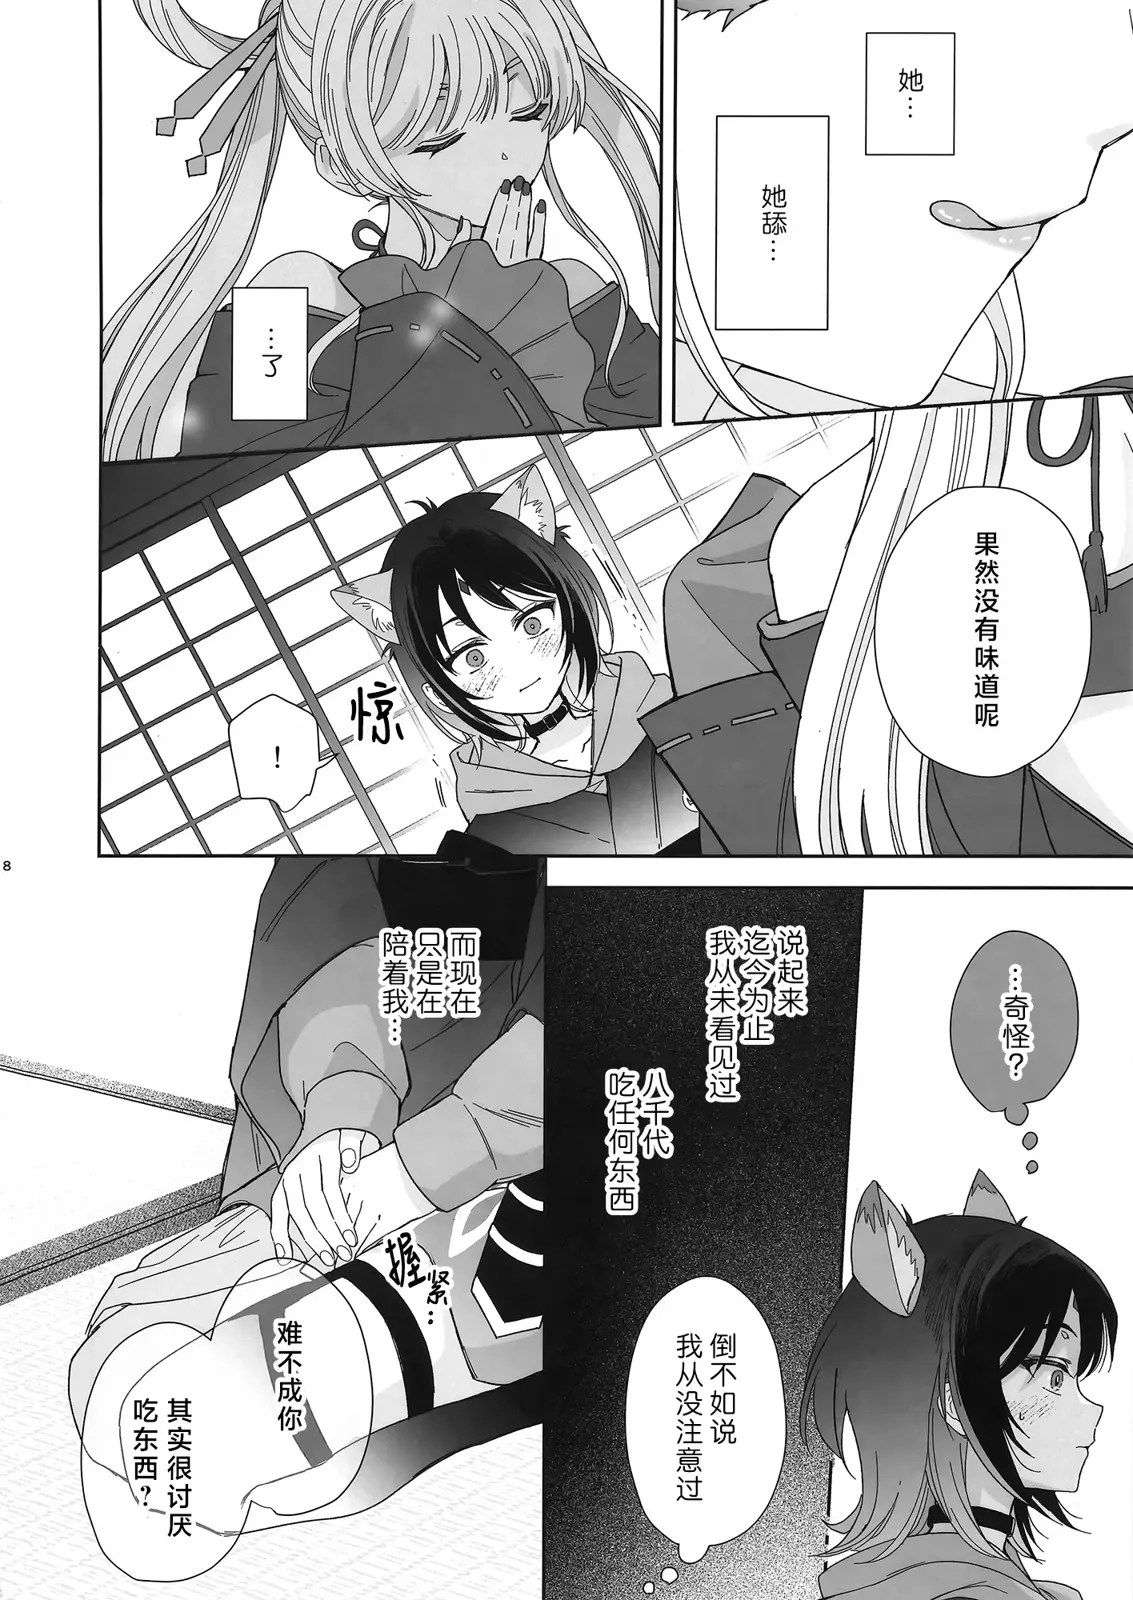 她…
她舔…
…了
果然没有味道呢
惊
！
…奇怪？
说起来
迄今为止
我从未看见过
八千代
吃任何东西
倒不如说
我从没注意过
而现在
只是在
陪着我…
握紧…
难不成你
其实很讨厌
吃东西？
8